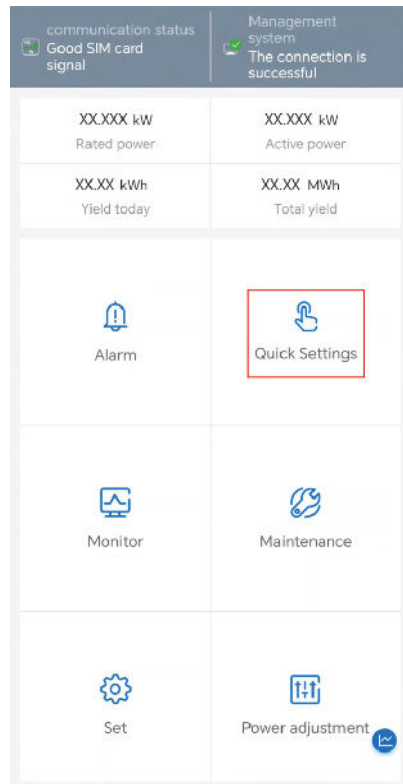 communication status
Good SIM card
signal
Management
system
The connection is
successful
XX.XXX kW
Rated power
XX.XXX kW
Active power
XX.XX kWh
Yield today
XX.XX MWh
Total yield
Alarm
Quick Settings
Monitor
Maintenance
Set
Power adjustment